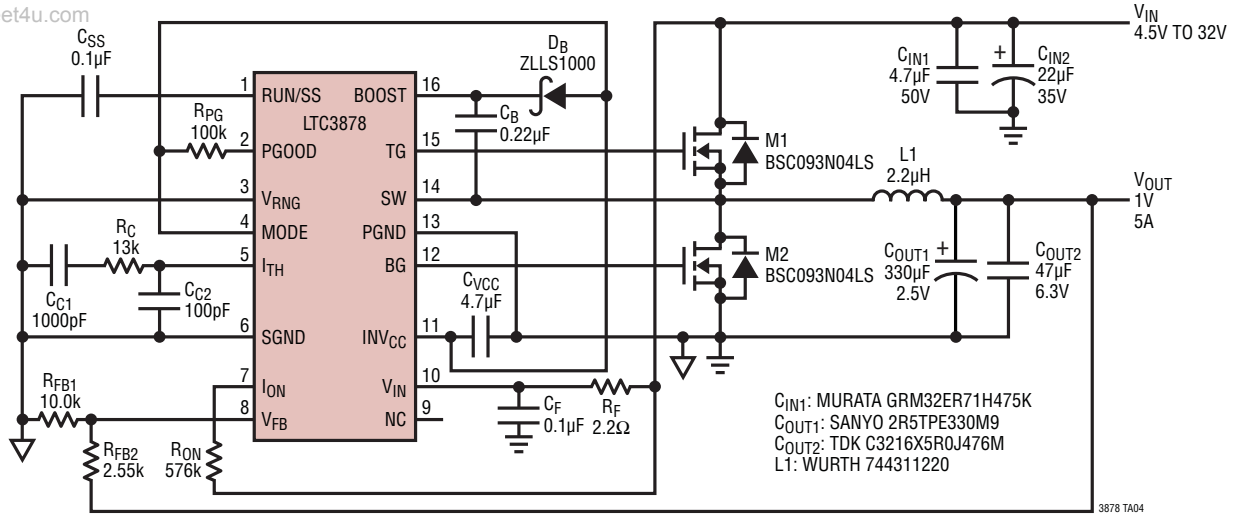 et4u.com
CSS
0.1µF
1
RUN/SS
RPG
100k
2
PGOOD
3
VRNG
4
MODE
RC
13k
5
ITH
CC1
1000pF
CC2
100pF
6
SGND
RFB1
10.0k
7
ION
8
VFB
RFB2
2.55k
RON
576k
LTC3878
BOOST
16
TG
15
SW
14
PGND
13
BG
12
INVCC
11
VIN
10
NC
9
DB
ZLLS1000
CB
0.22µF
CVCC
4.7µF
CF
0.1µF
RF
2.2Ω
M1
BSC093N04LS
M2
BSC093N04LS
CIN1
4.7µF
50V
+
CIN2
22µF
35V
VIN
4.5V TO 32V
L1
2.2µH
VOUT
1V
5A
COUT1
330µF
2.5V
+
COUT2
47µF
6.3V
CIN1: MURATA GRM32ER71H475K
COUT1: SANYO 2R5TPE330M9
COUT2: TDK C3216X5R0J476M
L1: WURTH 744311220
3878 TA04